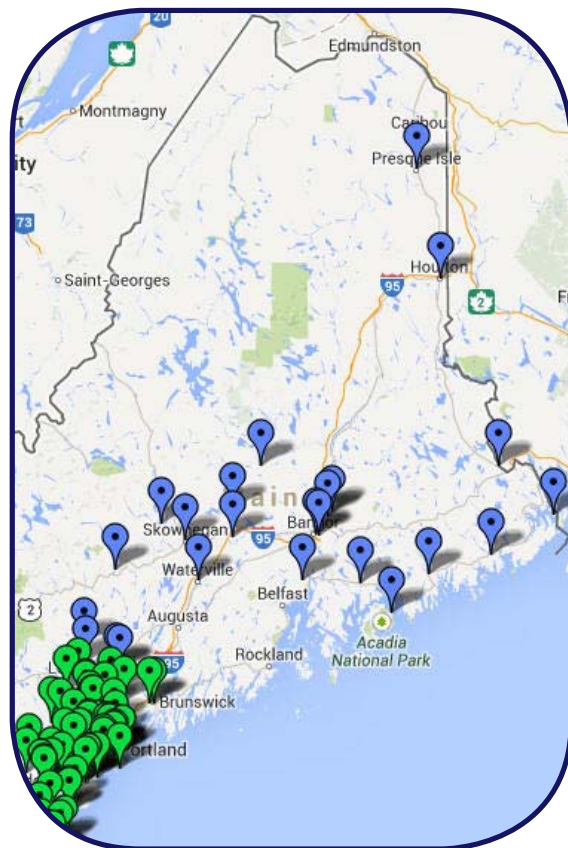 20
Edmundston
Montmagny
Caribou
Presque Isle
73
Houlton
95
2
Saint-Georges
Skowhegan
Bangor
95
Waterville
2
Belfast
Augusta
Acadia
National Park
Rockland
95
Brunswick
Portland